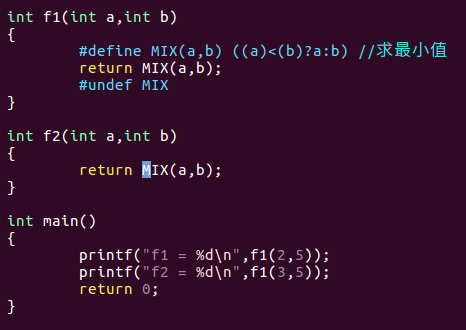 int f1(int a,int b)
{
#define MIX(a,b) ((a)<(b)?a:b) //求最小值
return MIX(a,b);
#undef MIX
}
int f2(int a,int b)
{
return MIX(a,b);
}
int main()
{
printf("f1 = %d\n",f1(2,5));
printf("f2 = %d\n",f1(3,5));
return 0;
}